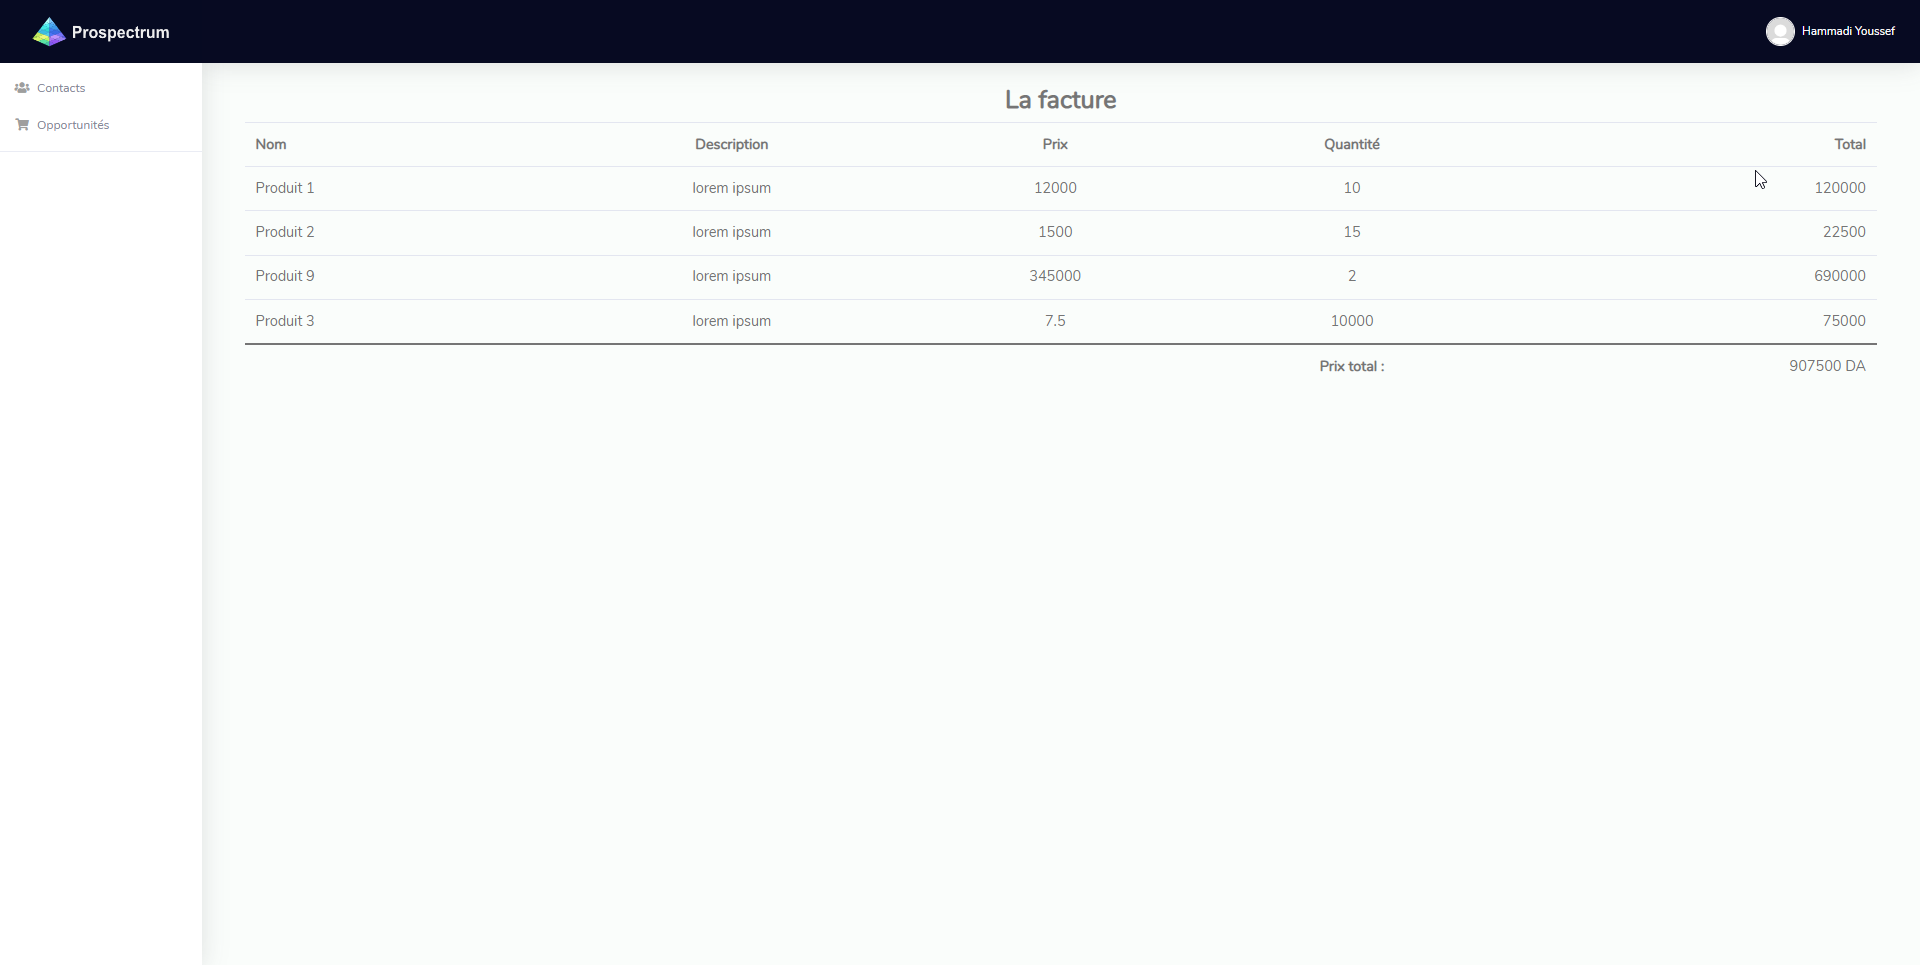 Prospectrum
Hammadi Youssef
Contacts
Opportunités
La facture
Nom Description Prix Quantité Total
Produit 1 lorem ipsum 12000 10 120000
Produit 2 lorem ipsum 1500 15 22500
Produit 9 lorem ipsum 345000 2 690000
Produit 3 lorem ipsum 7.5 10000 75000
Prix total : 907500 DA